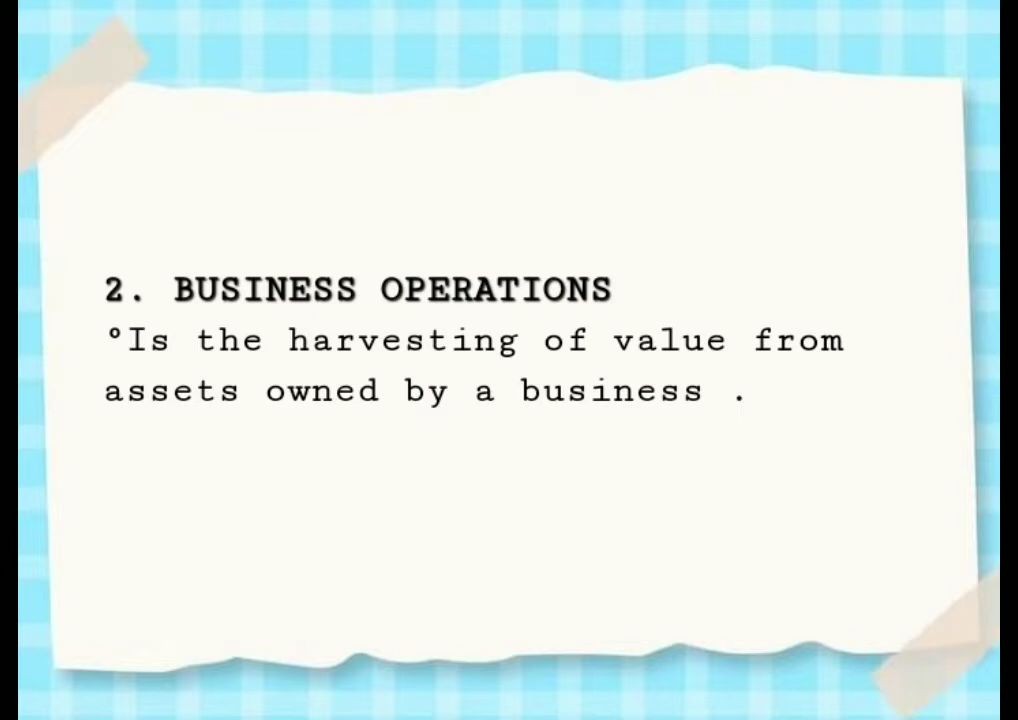 2. BUSINESS OPERATIONS
°Is the harvesting of value from
assets owned by a business .